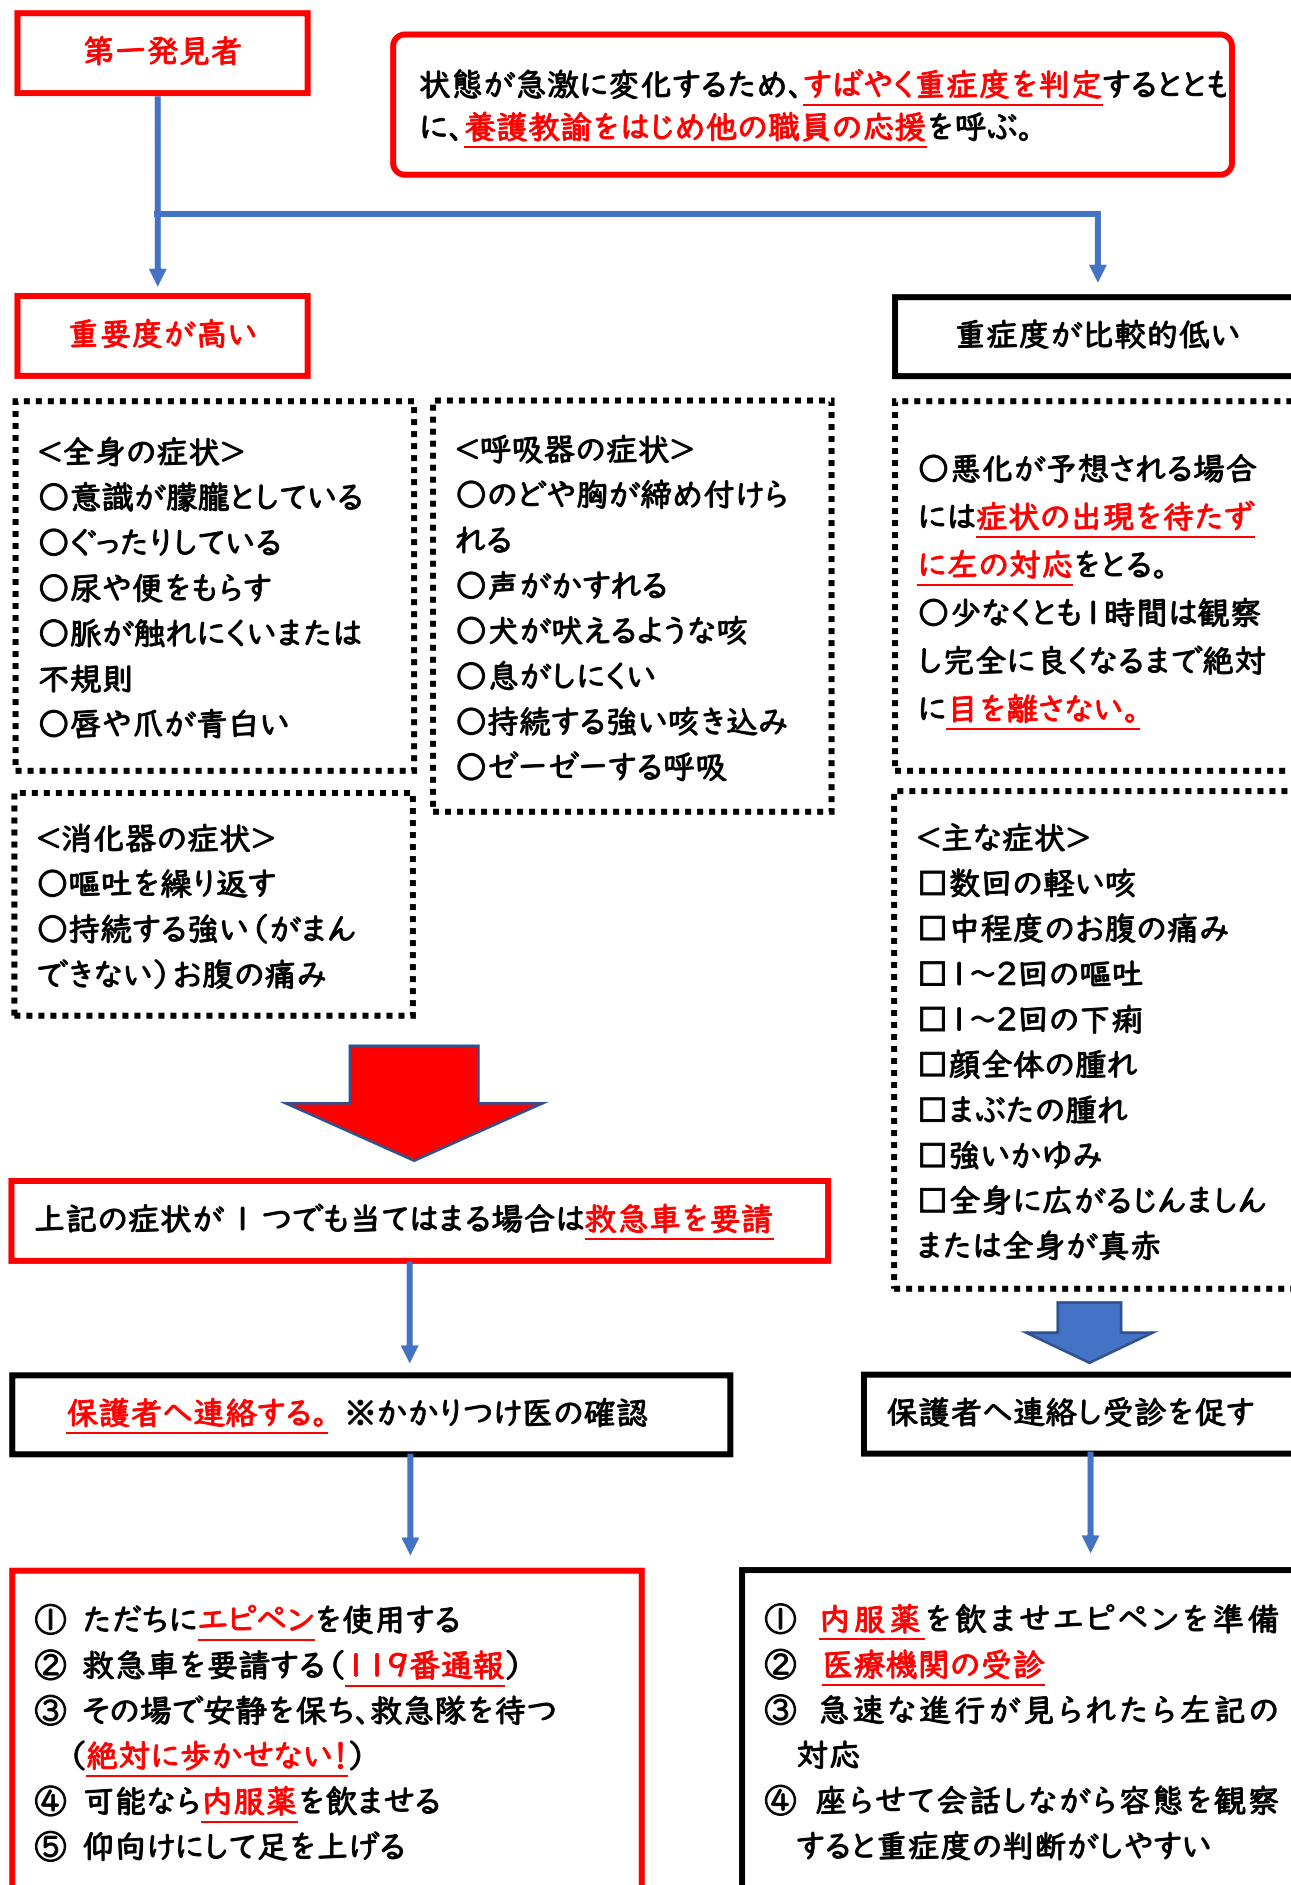 第一発見者
状態が急激に変化するため、すばやく重症度を判定するととも
に、養護教諭をはじめ他の職員の応援を呼ぶ。
重要度が高い
重症度が比較的低い
<全身の症状>
○意識が朦朧としている
○ぐったりしている
○尿や便をもらす
○脈が触れにくいまたは
不規則
○唇や爪が青白い
<呼吸器の症状>
○のどや胸が締め付けら
れる
○声がかすれる
○犬が吠えるような咳
○息がしにくい
○持続する強い咳き込み
○ゼーゼーする呼吸
○悪化が予想される場合
には症状の出現を待たず
に左の対応をとる。
○少なくとも1時間は観察
し完全に良くなるまで絶対
に目を離さない。
<消化器の症状>
○嘔吐を繰り返す
○持続する強い(がまん
できない)お腹の痛み
<主な症状>
□数回の軽い咳
□中程度のお腹の痛み
□1～2回の嘔吐
□1～2回の下痢
□顔全体の腫れ
□まぶたの腫れ
□強いかゆみ
□全身に広がるじんましん
または全身が真赤
上記の症状が1つでも当てはまる場合は救急車を要請
保護者へ連絡する。※かかりつけ医の確認
保護者へ連絡し受診を促す
① ただちにエピペンを使用する
② 救急車を要請する(119番通報)
③ その場で安静を保ち、救急隊を待つ
(絶対に歩かせない!)
④ 可能なら内服薬を飲ませる
⑤ 仰向けにして足を上げる
① 内服薬を飲ませエピペンを準備
② 医療機関の受診
③ 急速な進行が見られたら左記の
対応
④ 座らせて会話しながら容態を観察
すると重症度の判断がしやすい